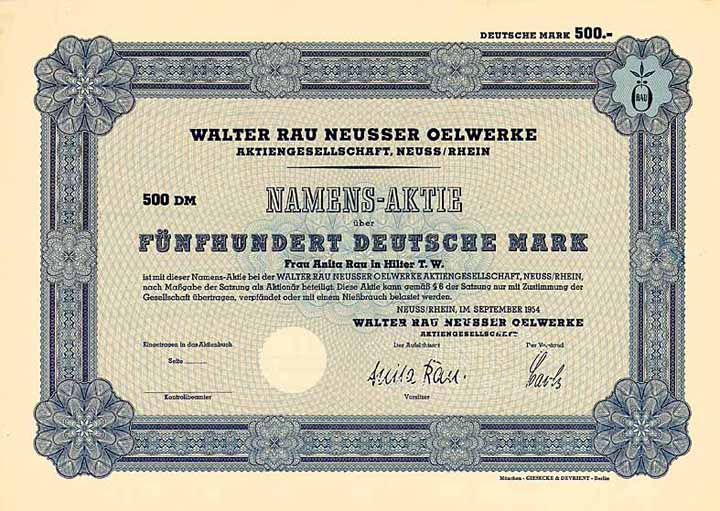 DEUTSCHE MARK 500.-
RAU
WALTER RAU NEUSSER OELWERKE
AKTIENGESELLSCHAFT, NEUSS/RHEIN
500 DM
NAMENS-AKTIE
über
FÜNFHUNDERT DEUTSCHE MARK
Frau Anita Rau in Hilter T. W.
ist mit dieser Namens-Aktie bei der WALTER RAU NEUSSER OELWERKE AKTIENGESELLSCHAFT, NEUSS/RHEIN,
nach Maßgabe der Satzung als Aktionär beteiligt. Diese Aktie kann gemäß § 6 der Satzung nur mit Zustimmung der
Gesellschaft übertragen, verpfändet oder mit einem Nießbrauch belastet werden.
NEUSS/RHEIN, IM SEPTEMBER 1954
WALTER RAU NEUSSER OELWERKE
AKTIENGESELLSCHAFT
Eingetragen in das Aktienbuch Der Aufsichtsrat Der Vorstand
Seite
Anita Rau.
Kontrollbeamter Vorsitzer
München - GIESECKE & DEVRIENT - Berlin